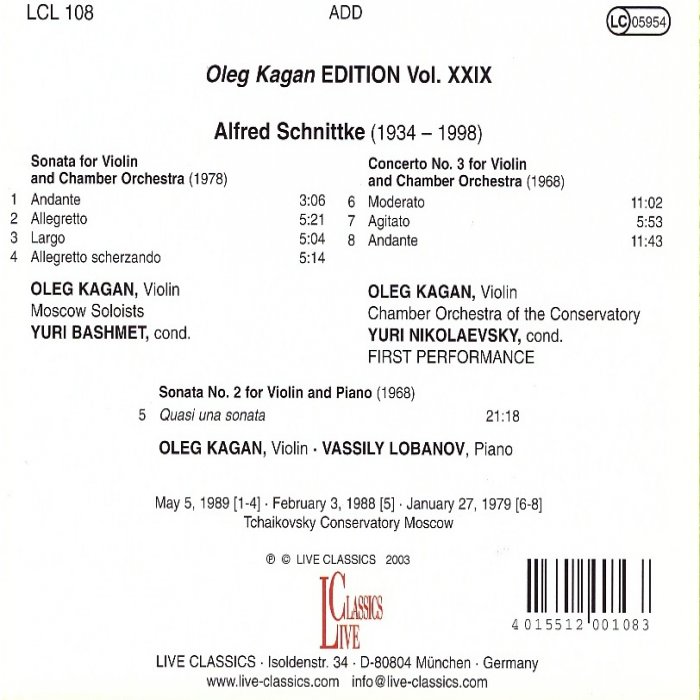 LCL 108
ADD
LC 05954
Oleg Kagan EDITION Vol. XXIX
Alfred Schnittke (1934 – 1998)
Sonata for Violin
and Chamber Orchestra (1978)
1 Andante 3:06
2 Allegretto 5:21
3 Largo 5:04
4 Allegretto scherzando 5:14
OLEG KAGAN, Violin
Moscow Soloists
YURI BASHMET, cond.
Concerto No. 3 for Violin
and Chamber Orchestra (1968)
6 Moderato 11:02
7 Agitato 5:53
8 Andante 11:43
OLEG KAGAN, Violin
Chamber Orchestra of the Conservatory
YURI NIKOLAEVSKY, cond.
FIRST PERFORMANCE
Sonata No. 2 for Violin and Piano (1968)
5 Quasi una sonata 21:18
OLEG KAGAN, Violin · VASSILY LOBANOV, Piano
May 5, 1989 [1-4] · February 3, 1988 [5] · January 27, 1979 [6-8]
Tchaikovsky Conservatory Moscow
℗ © LIVE CLASSICS 2003
LIVE CLASSICS
4 015512 001083
LIVE CLASSICS · Isoldenstr. 34 · D-80804 München · Germany
www.live-classics.com info@live-classics.com